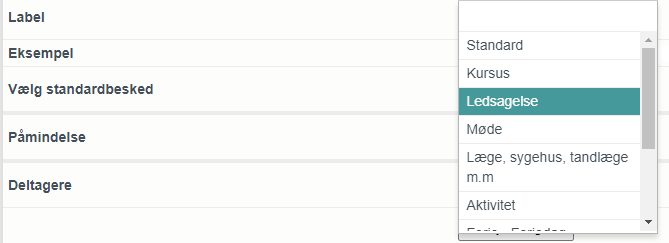 Label
Eksempel
Vælg standardbesked
Påmindelse
Deltagere
Standard
Kursus
Ledsagelse
Møde
Læge, sygehus, tandlæge
m.m
Aktivitet